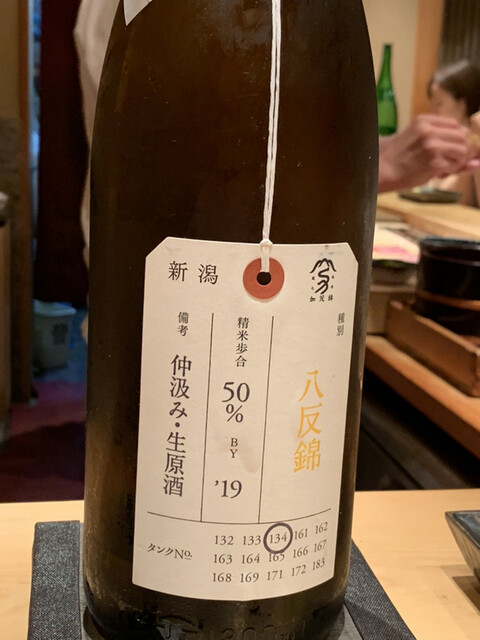 新潟
加茂錦
種別
八反錦
精米歩合
50%
BY
'19
備考
仲汲み・生原酒
タンクNo.
132 133 134 161 162
163 164 165 166 167
168 169 171 172 183